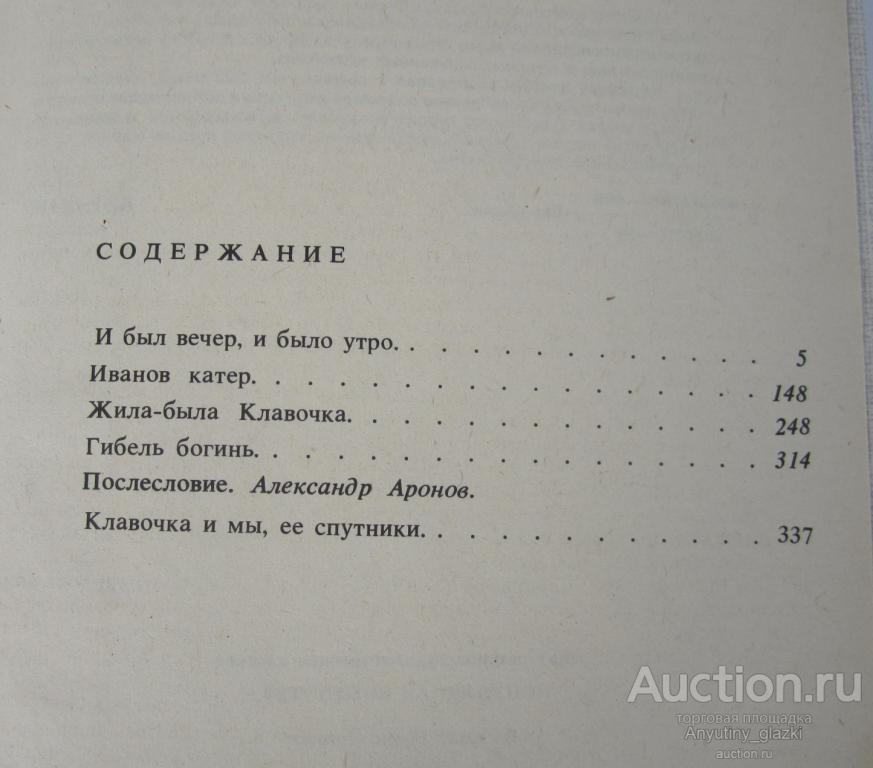 СОДЕРЖАНИЕ
И был вечер, и было утро. . . . . . . . . . . . . . . 5
Иванов катер. . . . . . . . . . . . . . . . . . . . 148
Жила-была Клавочка. . . . . . . . . . . . . . . . . 248
Гибель богинь. . . . . . . . . . . . . . . . . . . . 314
Послесловие. Александр Аронов.
Клавочка и мы, ее спутники. . . . . . . . . . . . . 337
Auction.ru
торговая площадка
Anyutiny_glazki
auction.ru